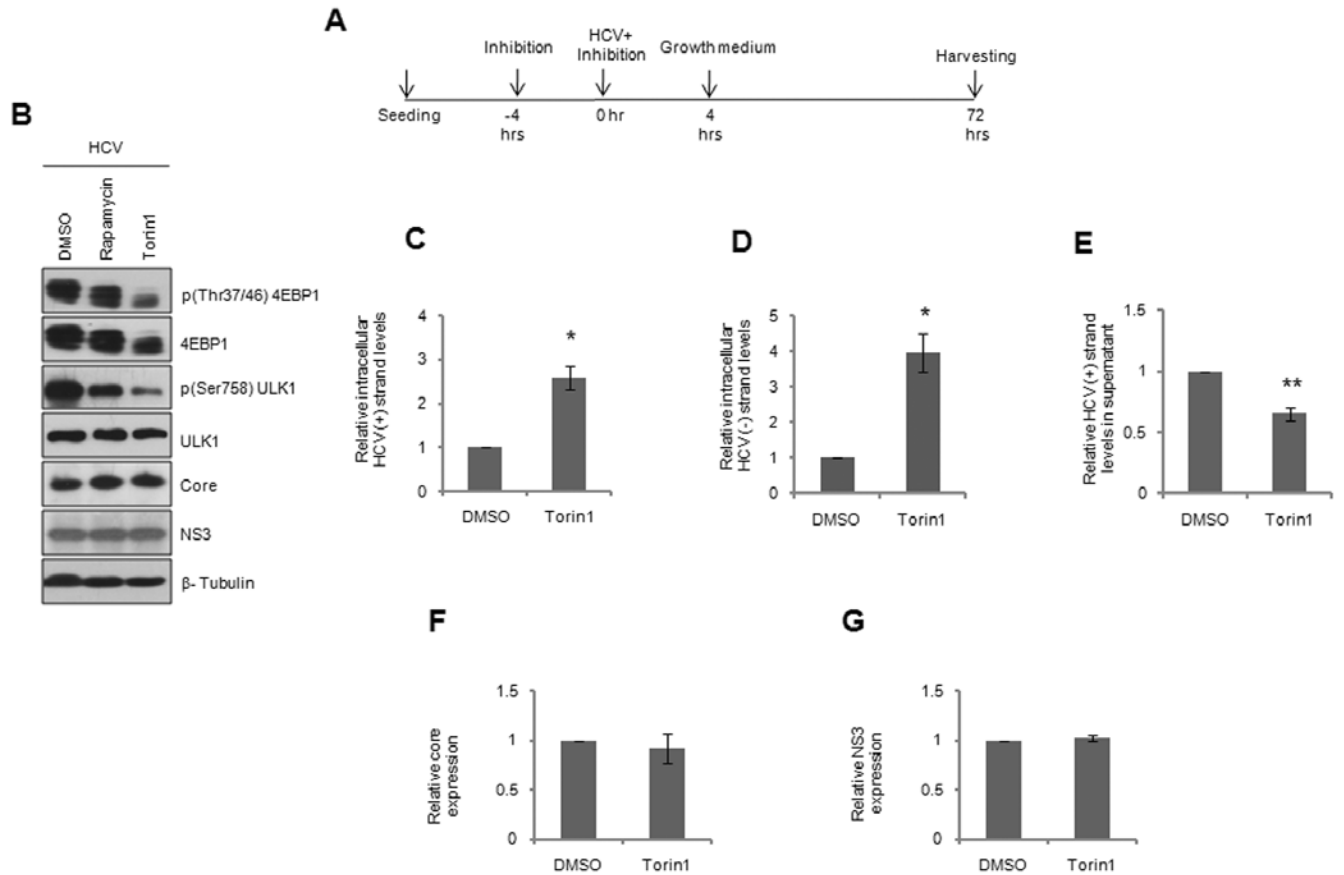 A
Inhibition
HCV+
Inhibition
Growth medium
Harvesting
Seeding
-4
hrs
0 hr
4
hrs
72
hrs
B
HCV
DMSO
Rapamycin
Torin1
p(Thr37/46) 4EBP1
4EBP1
p(Ser758) ULK1
ULK1
Core
NS3
β- Tubulin
C
Relative intracellular
HCV(+) strand levels
4
3
2
1
0
*
DMSO
Torin1
D
Relative intracellular
HCV (-) strand levels
5
4
3
2
1
0
*
DMSO
Torin1
E
Relative HCV(+) strand
levels in supernatant
1.5
1
0.5
0
**
DMSO
Torin1
F
Relative core
expression
1.5
1
0.5
0
DMSO
Torin1
G
Relative NS3
expression
1.5
1
0.5
0
DMSO
Torin1